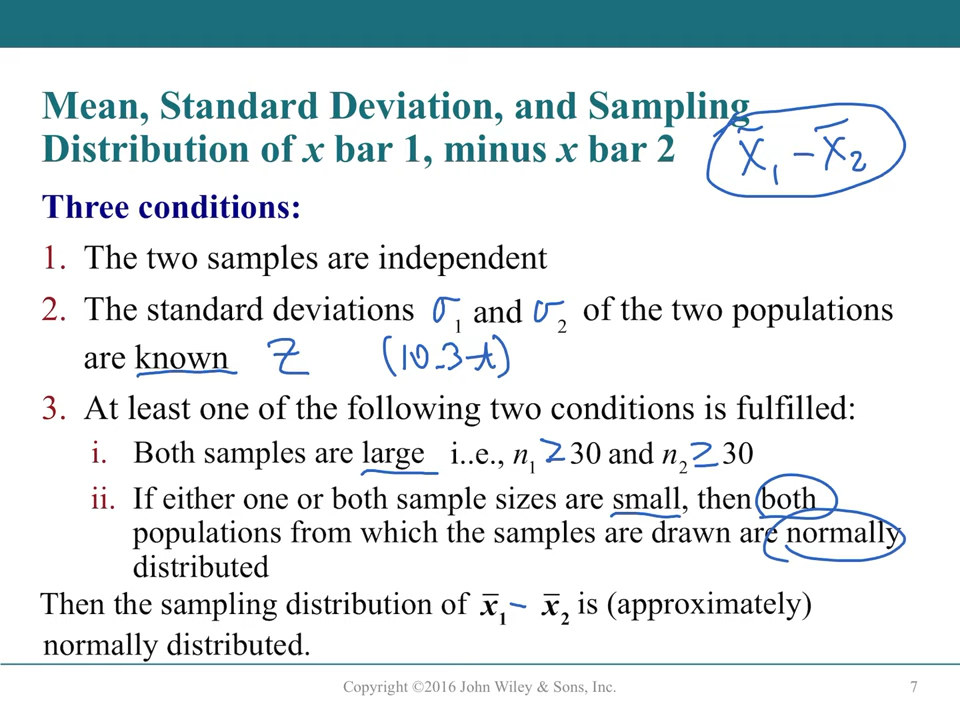 Mean, Standard Deviation, and Sampling
Distribution of x bar 1, minus x bar 2
x̄₁ – x̄₂
Three conditions:
1. The two samples are independent
2. The standard deviations σ₁ and σ₂ of the two populations
are known Z (10.3 t)
3. At least one of the following two conditions is fulfilled:
i. Both samples are large i..e., n₁ ≥ 30 and n₂ ≥ 30
ii. If either one or both sample sizes are small, then both
populations from which the samples are drawn are normally
distributed
Then the sampling distribution of x̄₁ – x̄₂ is (approximately)
normally distributed.
Copyright ©2016 John Wiley & Sons, Inc. 7